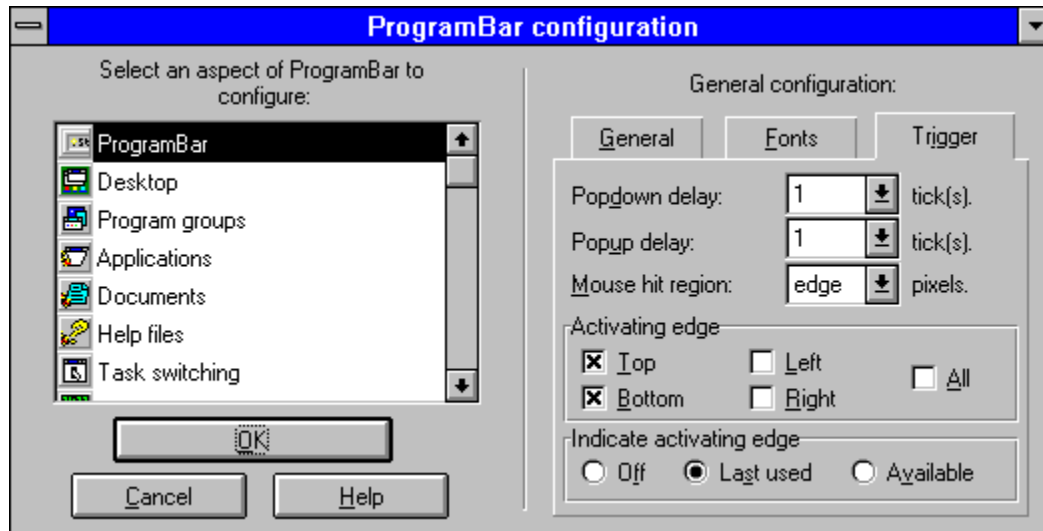 ProgramBar configuration
Select an aspect of ProgramBar to
configure:
ProgramBar
Desktop
Program groups
Applications
Documents
Help files
Task switching
OK
Cancel
Help
General configuration:
General
Fonts
Trigger
Popdown delay: 1 tick(s).
Popup delay: 1 tick(s).
Mouse hit region: edge pixels.
Activating edge
Top Left All
Bottom Right
Indicate activating edge
Off Last used Available